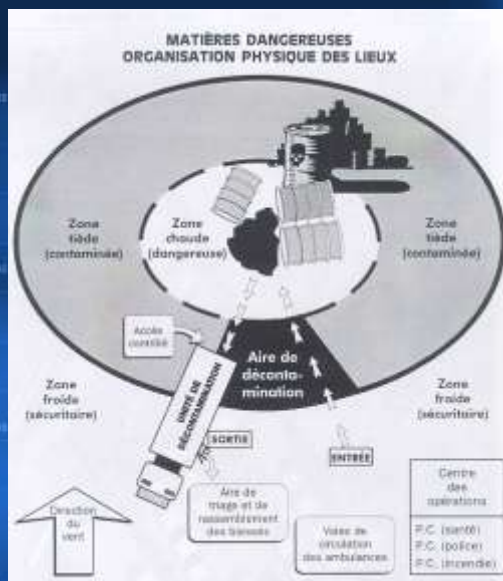 MATIÈRES DANGEREUSES
ORGANISATION PHYSIQUE DES LIEUX
Zone
tiède
(contaminée)
Zone
chaude
(dangereuse)
Zone
tiède
(contaminée)
Accès
contrôlé
Aire de
déconta-
mination
Zone
froide
(sécuritaire)
UNITÉ DE
DÉCONTAMINATION
Zone
froide
(sécuritaire)
SORTIE
ENTRÉE
Direction
du
vent
Aire de
triage et de
rassemblement
des blessés
Voies de
circulation
des ambulances
Centre
des
opérations
P.C. (santé)
P.C. (police)
P.C. (incendie)